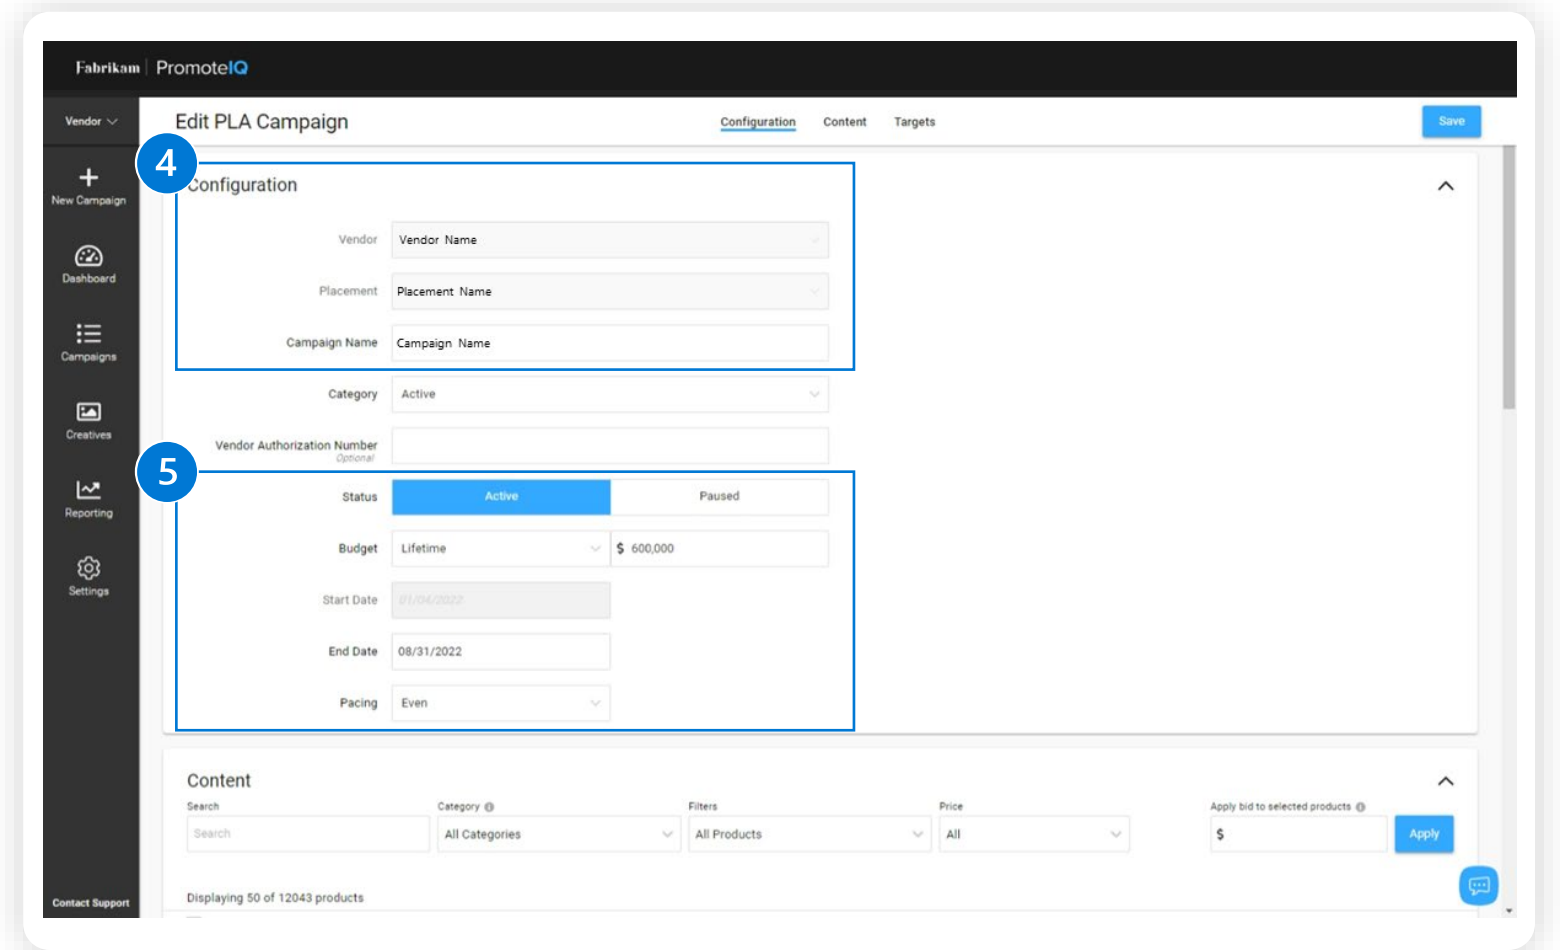 Fabrikam | PromoteIQ
Vendor
Edit PLA Campaign
Configuration Content Targets
Save
4
Configuration
New Campaign
Vendor Vendor Name
Dashboard
Placement Placement Name
Campaign Name Campaign Name
Campaigns
Category Active
Creatives
Vendor Authorization Number
Optional
5
Status Active Paused
Reporting
Budget Lifetime $ 600,000
Settings
Start Date 01/04/2022
End Date 08/31/2022
Pacing Even
Content
Search Category Filters Price Apply bid to selected products
Search All Categories All Products All $ Apply
Displaying 50 of 12043 products
Contact Support